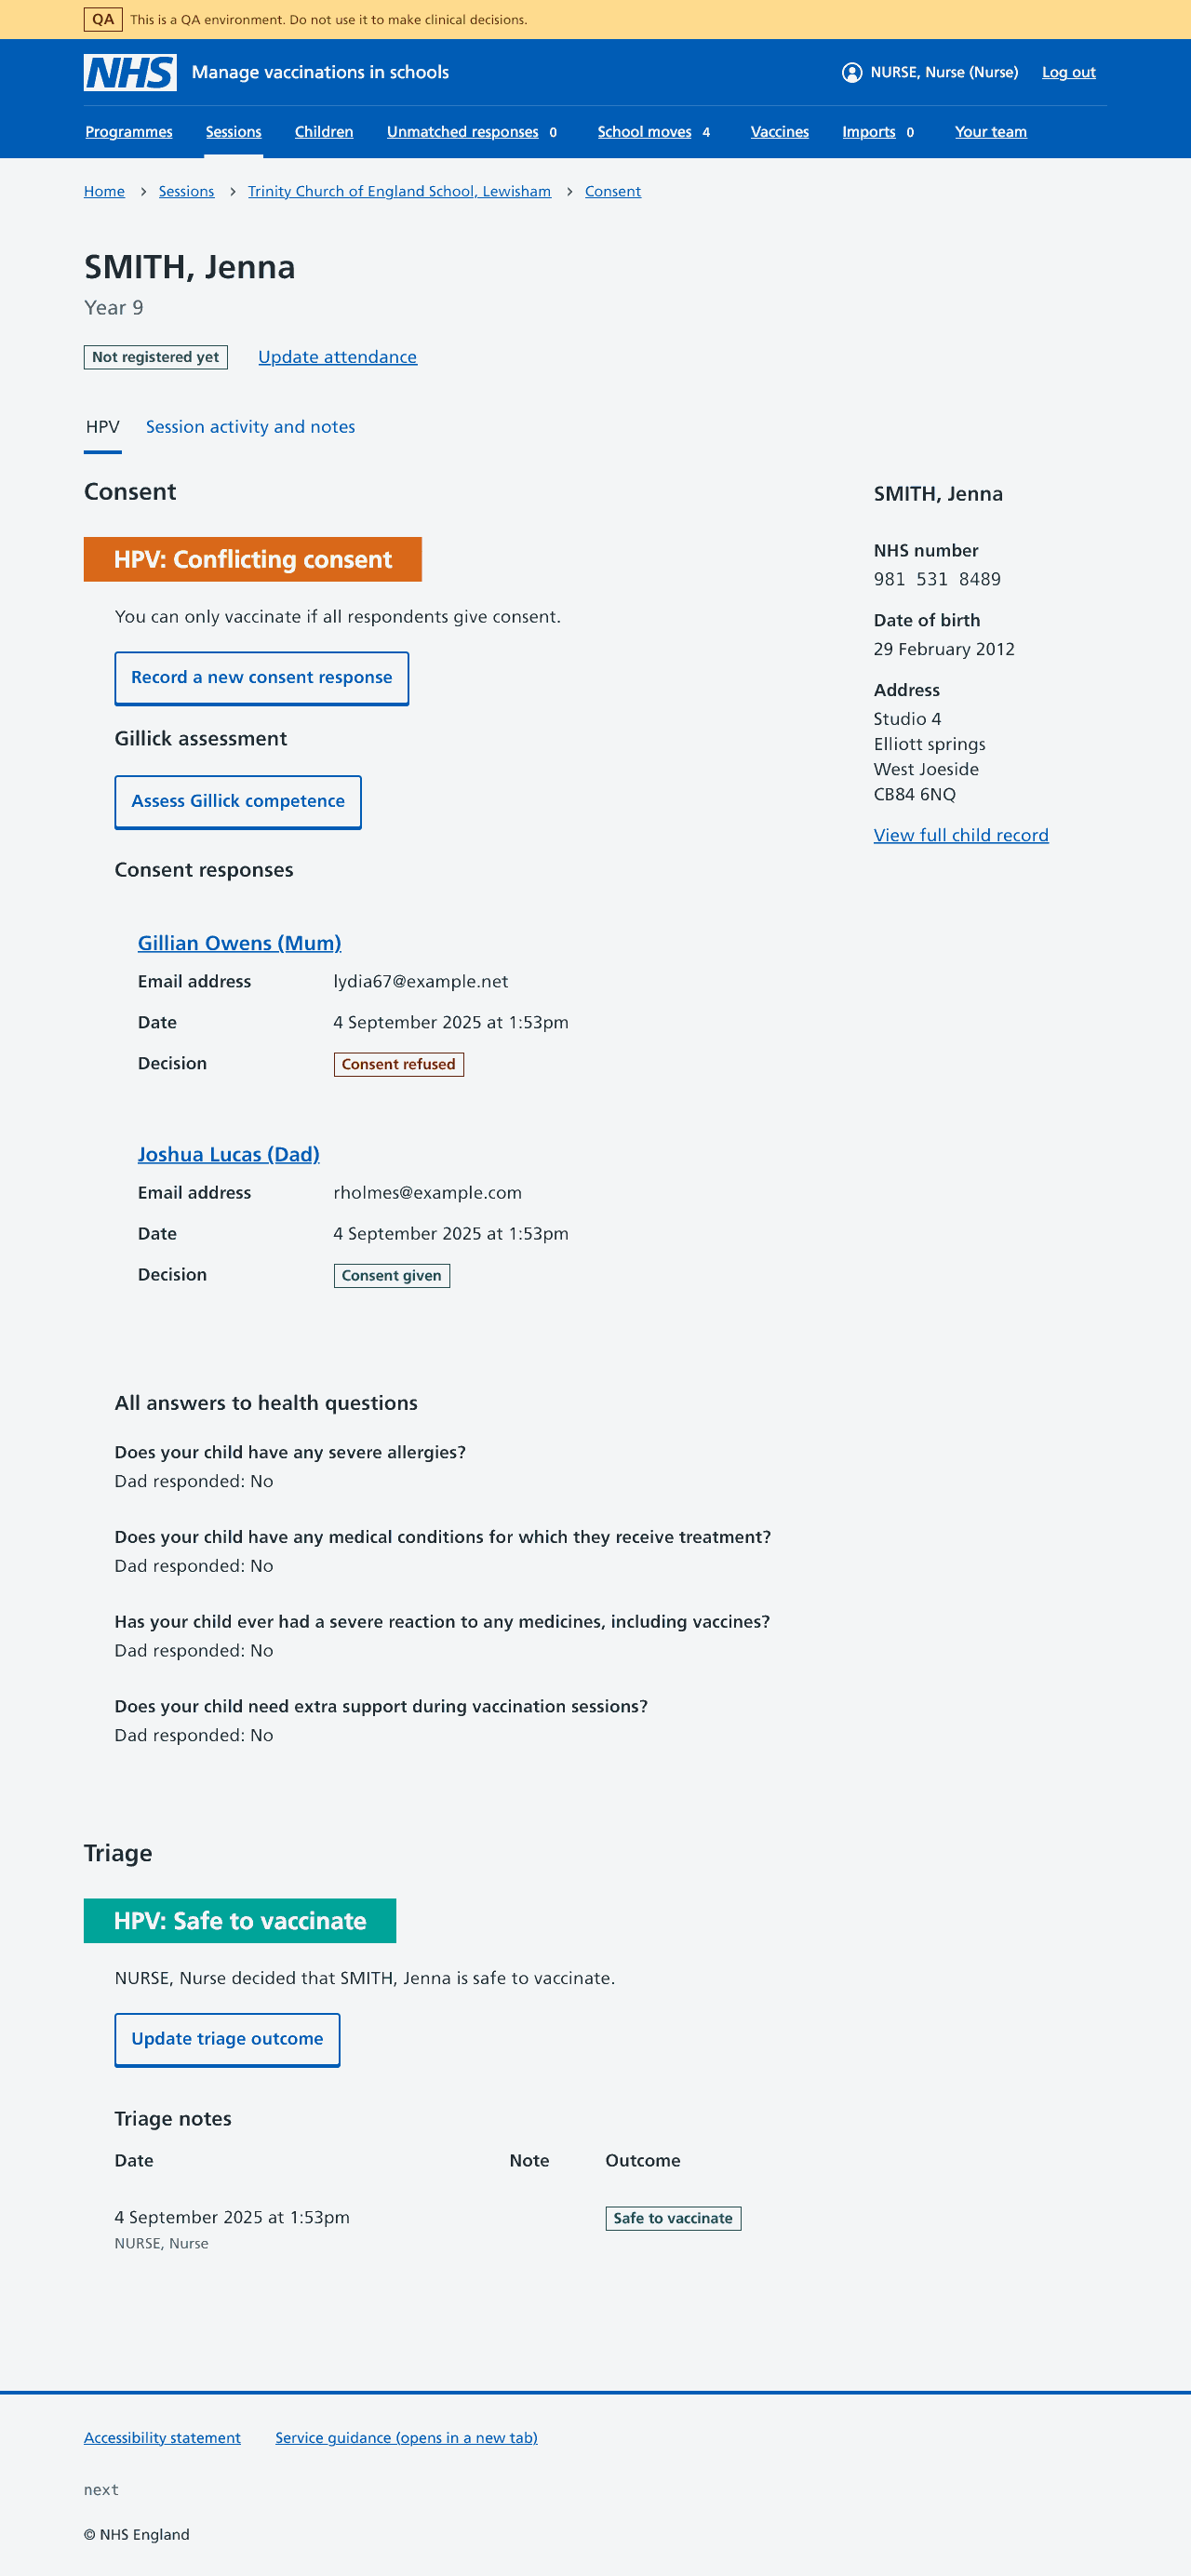 QA This is a QA environment. Do not use it to make clinical decisions.
NHS Manage vaccinations in schools NURSE, Nurse (Nurse) Log out
Programmes Sessions Children Unmatched responses 0 School moves 4 Vaccines Imports 0 Your team
Home > Sessions > Trinity Church of England School, Lewisham > Consent
SMITH, Jenna
Year 9
Not registered yet Update attendance
HPV Session activity and notes
Consent
HPV: Conflicting consent
You can only vaccinate if all respondents give consent.
Record a new consent response
Gillick assessment
Assess Gillick competence
Consent responses
Gillian Owens (Mum)
Email address lydia67@example.net
Date 4 September 2025 at 1:53pm
Decision Consent refused
Joshua Lucas (Dad)
Email address rholmes@example.com
Date 4 September 2025 at 1:53pm
Decision Consent given
All answers to health questions
Does your child have any severe allergies?
Dad responded: No
Does your child have any medical conditions for which they receive treatment?
Dad responded: No
Has your child ever had a severe reaction to any medicines, including vaccines?
Dad responded: No
Does your child need extra support during vaccination sessions?
Dad responded: No
SMITH, Jenna
NHS number
981 531 8489
Date of birth
29 February 2012
Address
Studio 4
Elliott springs
West Joeside
CB84 6NQ
View full child record
Triage
HPV: Safe to vaccinate
NURSE, Nurse decided that SMITH, Jenna is safe to vaccinate.
Update triage outcome
Triage notes
Date Note Outcome
4 September 2025 at 1:53pm Safe to vaccinate
NURSE, Nurse
Accessibility statement Service guidance (opens in a new tab)
next
© NHS England